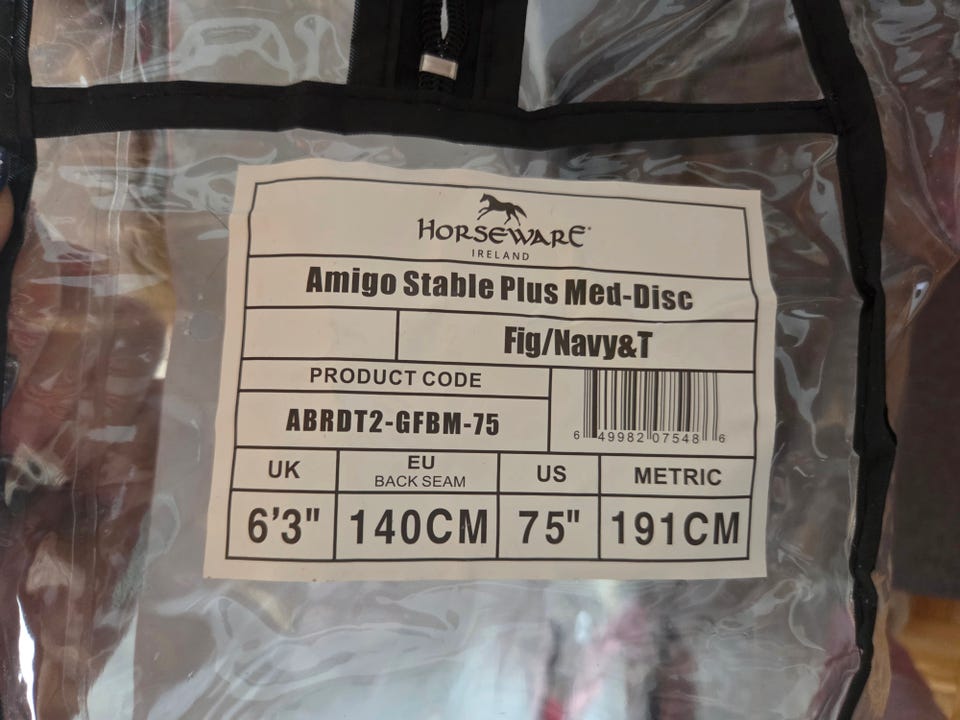 HORSEWARE®
IRELAND
Amigo Stable Plus Med-Disc
Fig/Navy&T
PRODUCT CODE
ABRDT2-GFBM-75
6 49982 07548 6
UK
EU
BACK SEAM
US
METRIC
6'3"
140CM
75"
191CM